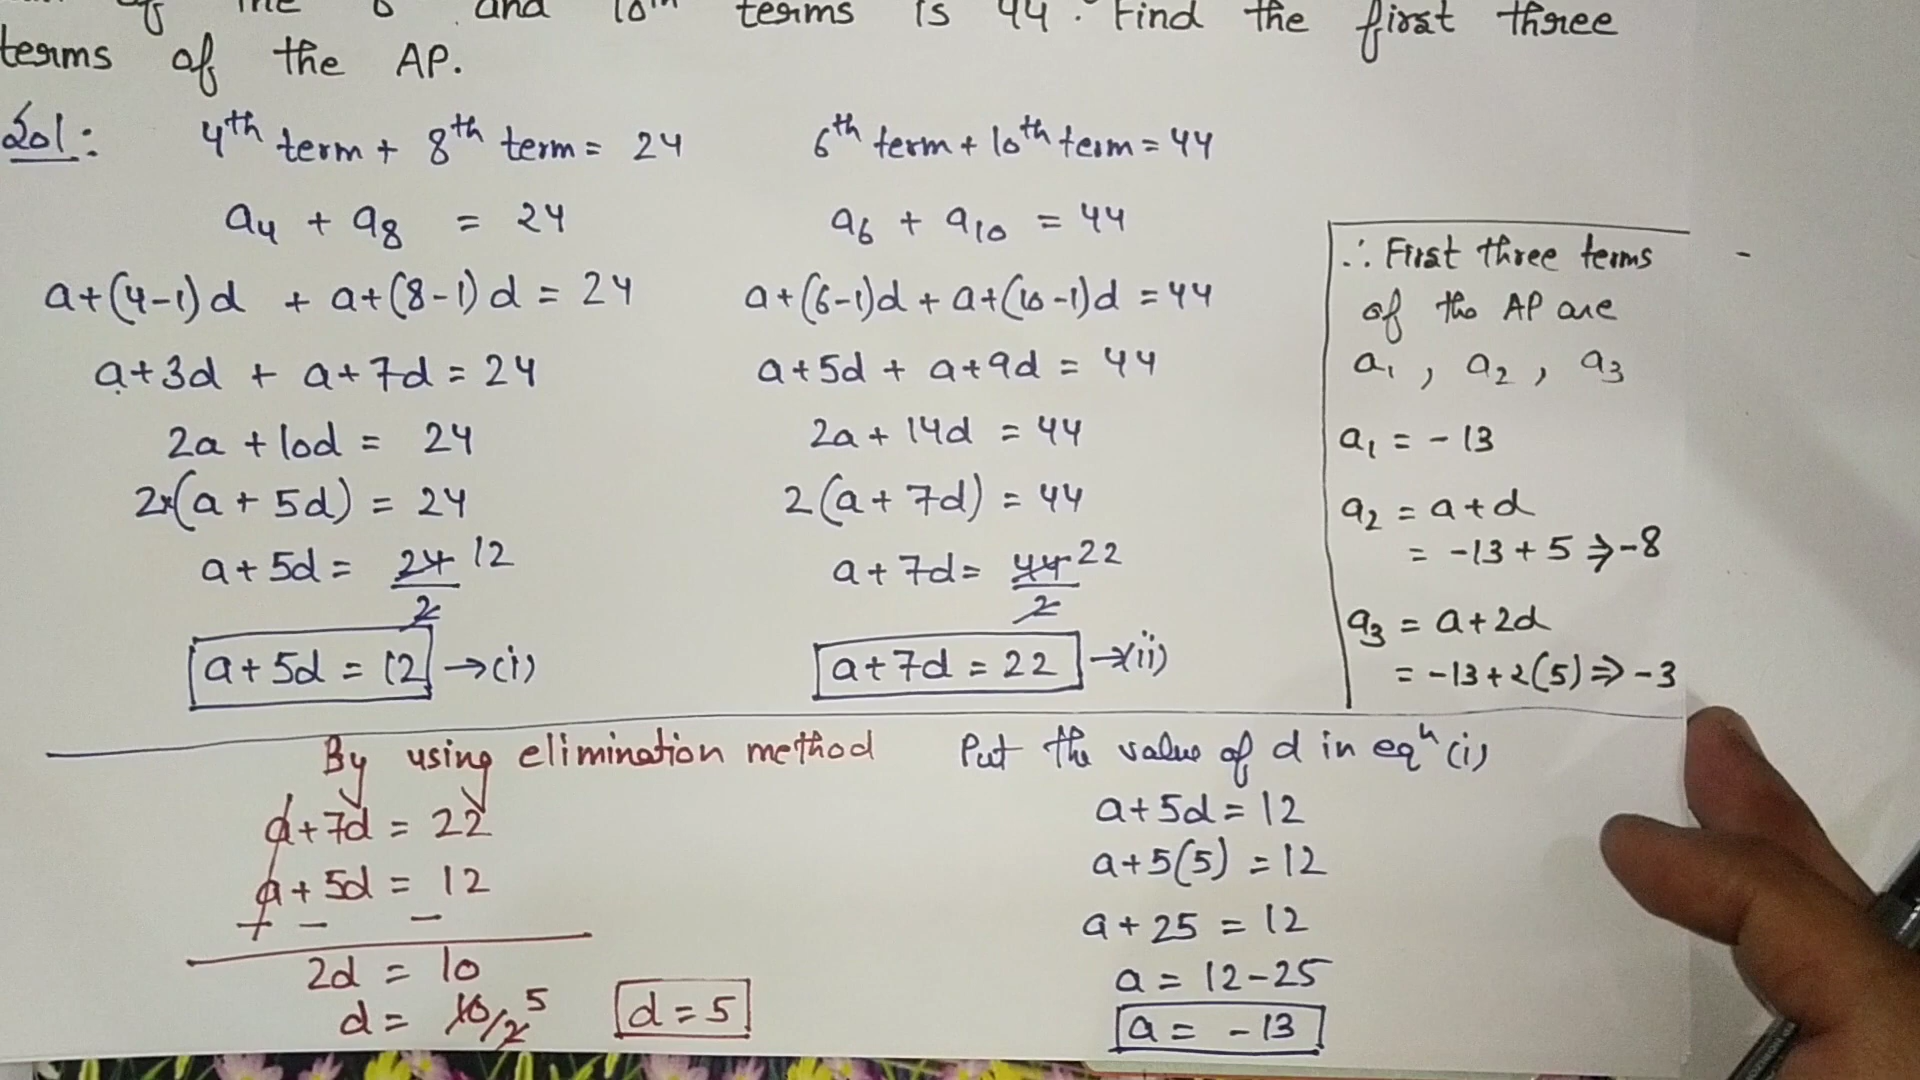 the 8 and 10th terms is 44. Find the first three
terms of the AP.
Sol: 4th term + 8th term = 24
a4 + a8 = 24
a+(4-1)d + a+(8-1)d = 24
a+3d + a+7d = 24
2a + 10d = 24
2×(a + 5d) = 24
a + 5d = 24/2 12
a + 5d = 12 → (i)
6th term + 10th term = 44
a6 + a10 = 44
a+(6-1)d + a+(10-1)d = 44
a+5d + a+9d = 44
2a + 14d = 44
2(a + 7d) = 44
a + 7d = 44/2 22
a+7d = 22 → (ii)
∴ First three terms
of the AP are
a1, a2, a3
a1 = -13
a2 = a+d
= -13+5 ⇒ -8
a3 = a+2d
= -13+2(5) ⇒ -3
By using elimination method
a+7d = 22
a+5d = 12
- -
2d = 10
d = 10/2 5
d = 5
Put the value of d in eqn (i)
a+5d = 12
a+5(5) = 12
a+25 = 12
a = 12-25
a = -13